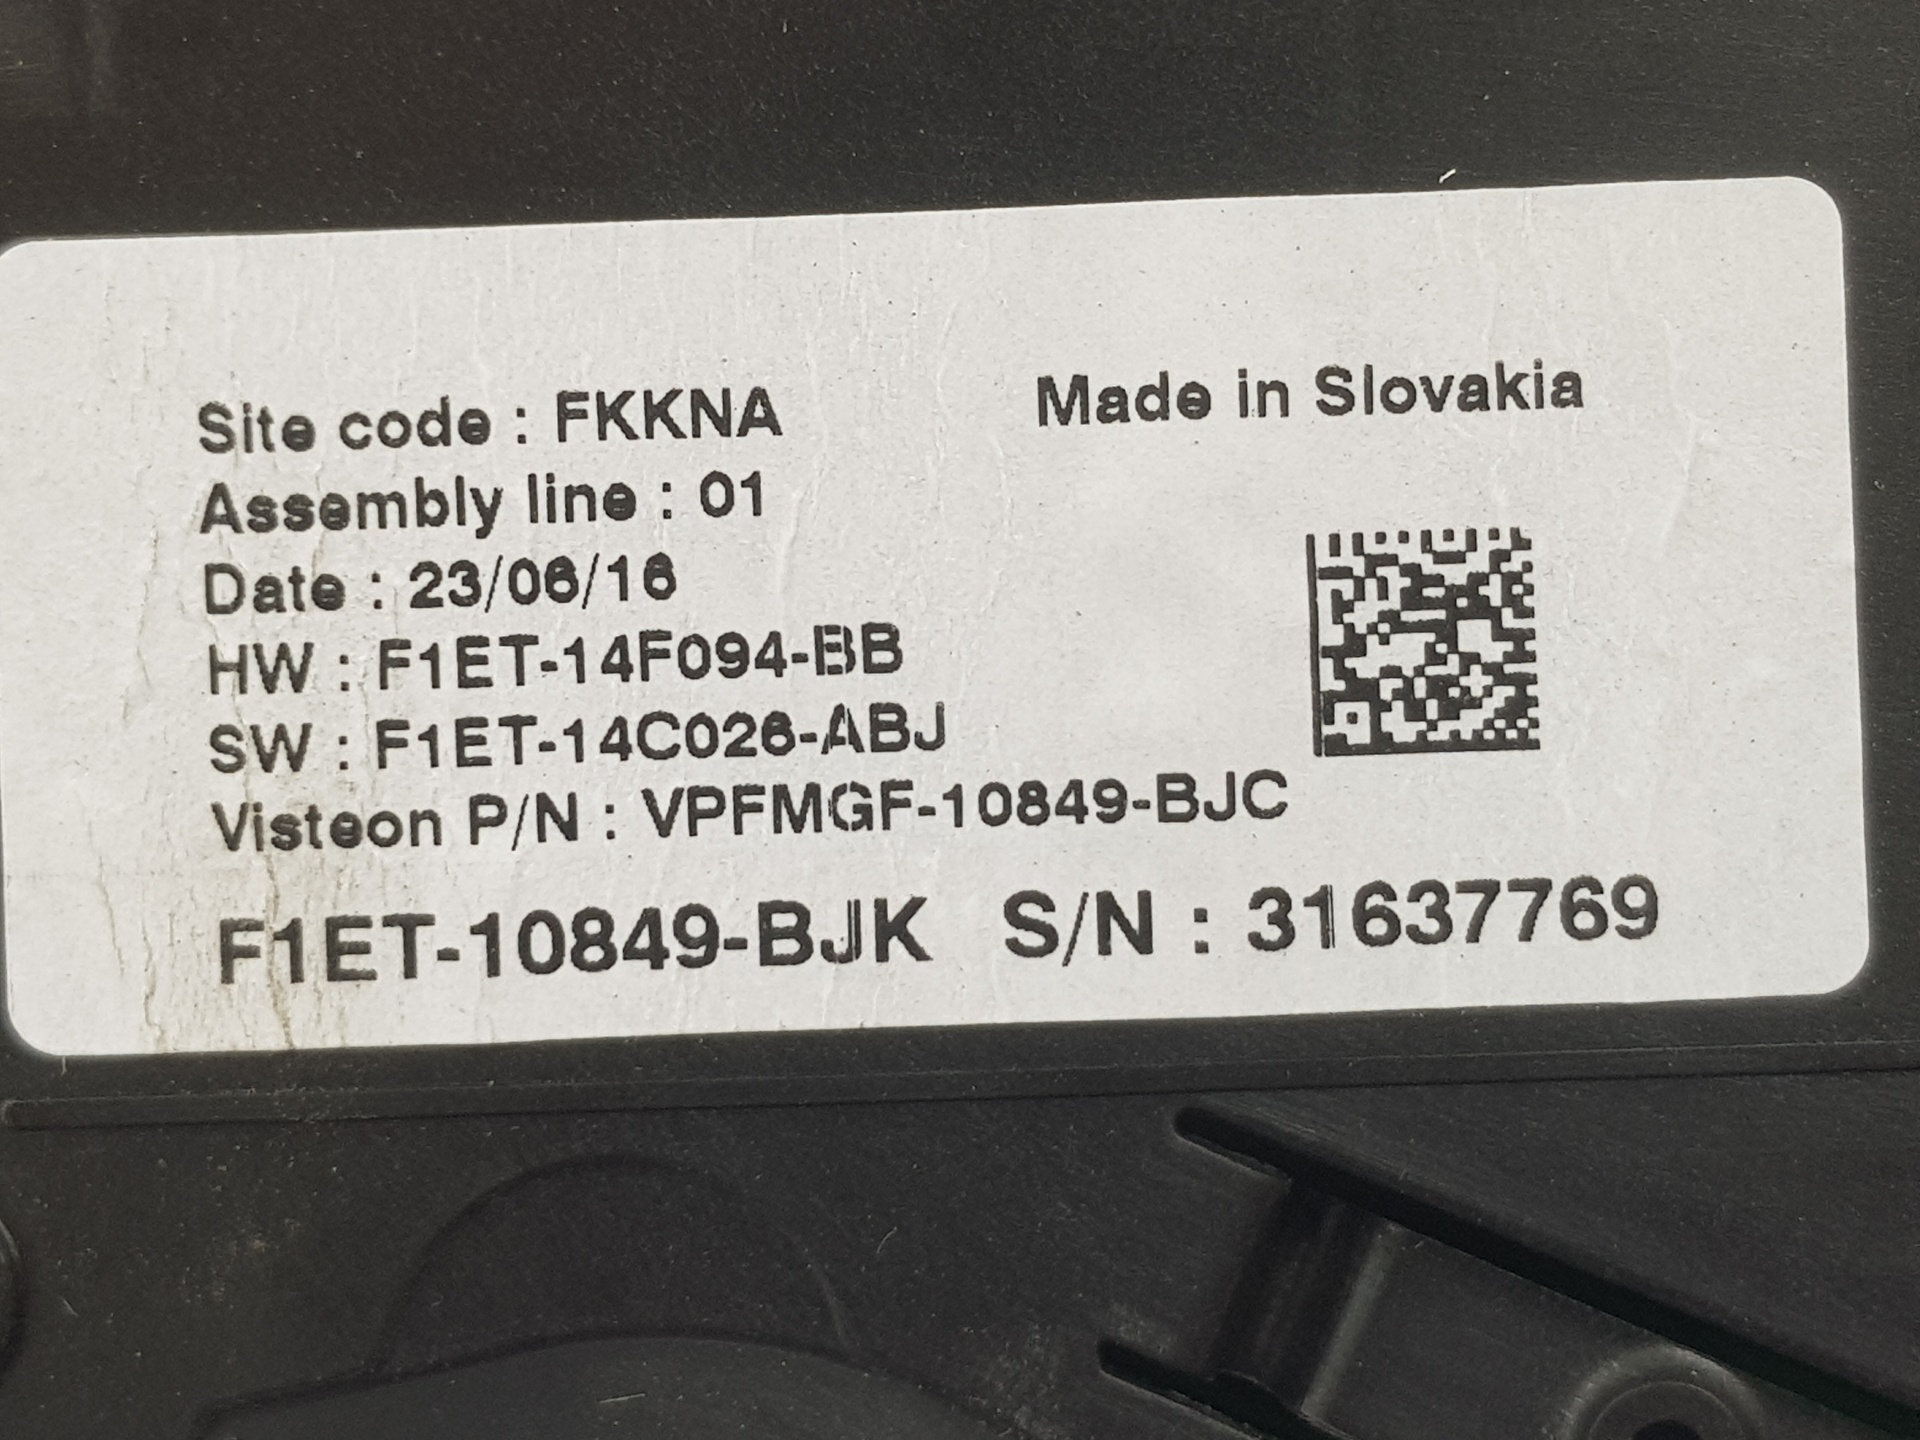 Site code : FKKNA
Made in Slovakia
Assembly line : 01
Date : 23/06/16
HW : F1ET-14F094-BB
SW : F1ET-14C026-ABJ
Visteon P/N : VPFMGF-10849-BJC
F1ET-10849-BJK S/N : 31637769